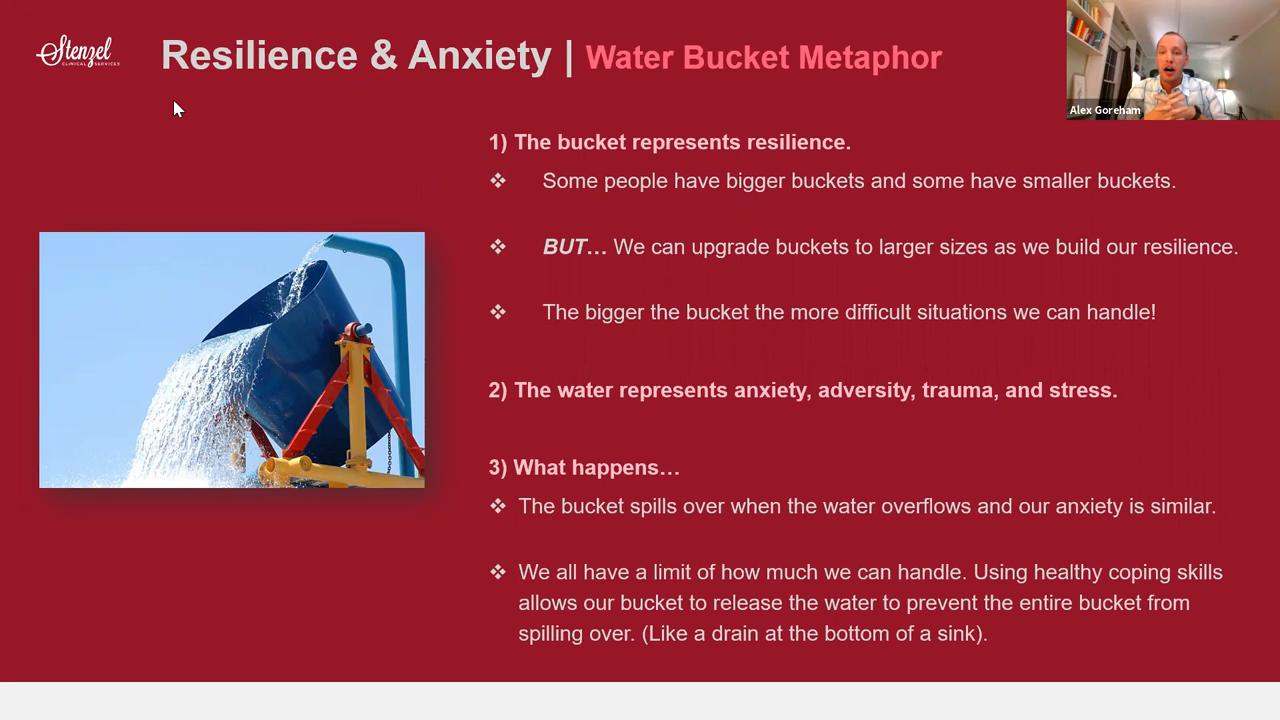 Stenzel
CLINICAL SERVICES
Resilience & Anxiety | Water Bucket Metaphor
Alex Goreham
1) The bucket represents resilience.
❖ Some people have bigger buckets and some have smaller buckets.
❖ BUT… We can upgrade buckets to larger sizes as we build our resilience.
❖ The bigger the bucket the more difficult situations we can handle!
2) The water represents anxiety, adversity, trauma, and stress.
3) What happens…
❖ The bucket spills over when the water overflows and our anxiety is similar.
❖ We all have a limit of how much we can handle. Using healthy coping skills
allows our bucket to release the water to prevent the entire bucket from
spilling over. (Like a drain at the bottom of a sink).